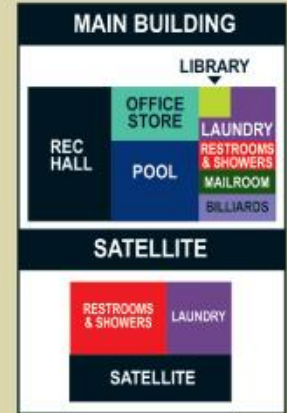 MAIN BUILDING
LIBRARY
OFFICE
STORE
REC
HALL
POOL
LAUNDRY
RESTROOMS
& SHOWERS
MAILROOM
BILLIARDS
SATELLITE
RESTROOMS
& SHOWERS
LAUNDRY
SATELLITE